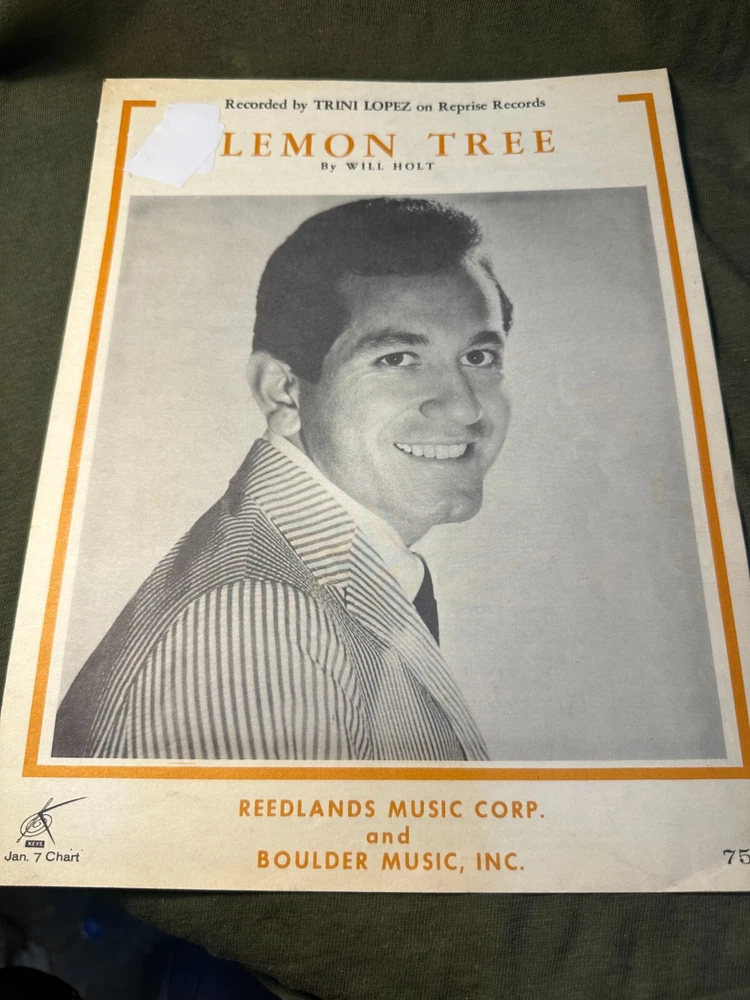 Recorded by TRINI LOPEZ on Reprise Records
LEMON TREE
By WILL HOLT
REEDLANDS MUSIC CORP.
and
BOULDER MUSIC, INC.
KEYS
Jan. 7 Chart
75